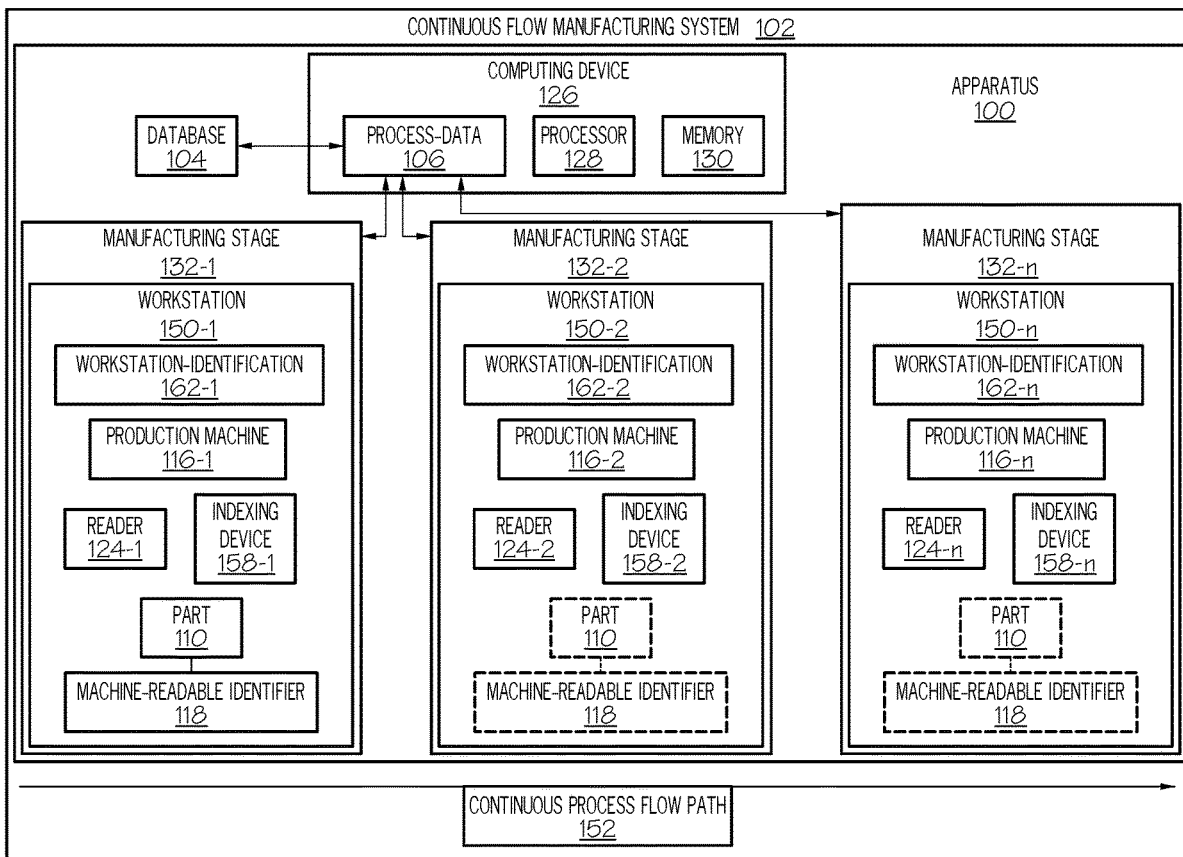 CONTINUOUS FLOW MANUFACTURING SYSTEM 102
COMPUTING DEVICE
126
APPARATUS
100
DATABASE
104
PROCESS-DATA
106
PROCESSOR
128
MEMORY
130
MANUFACTURING STAGE
132-1
WORKSTATION
150-1
WORKSTATION-IDENTIFICATION
162-1
PRODUCTION MACHINE
116-1
READER
124-1
INDEXING
DEVICE
158-1
PART
110
MACHINE-READABLE IDENTIFIER
118
MANUFACTURING STAGE
132-2
WORKSTATION
150-2
WORKSTATION-IDENTIFICATION
162-2
PRODUCTION MACHINE
116-2
READER
124-2
INDEXING
DEVICE
158-2
PART
110
MACHINE-READABLE IDENTIFIER
118
MANUFACTURING STAGE
132-n
WORKSTATION
150-n
WORKSTATION-IDENTIFICATION
162-n
PRODUCTION MACHINE
116-n
READER
124-n
INDEXING
DEVICE
158-n
PART
110
MACHINE-READABLE IDENTIFIER
118
CONTINUOUS PROCESS FLOW PATH
152